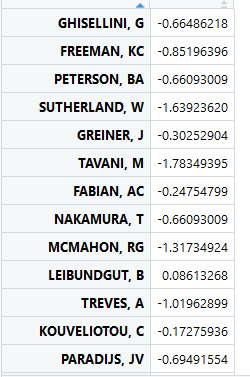 GHISELLINI, G -0.66486218
FREEMAN, KC -0.85196396
PETERSON, BA -0.66093009
SUTHERLAND, W -1.63923620
GREINER, J -0.30252904
TAVANI, M -1.78349395
FABIAN, AC -0.24754799
NAKAMURA, T -0.66093009
MCMAHON, RG -1.31734924
LEIBUNDGUT, B 0.08613268
TREVES, A -1.01962899
KOUVELIOTOU, C -0.17275936
PARADIJS, JV -0.69491554